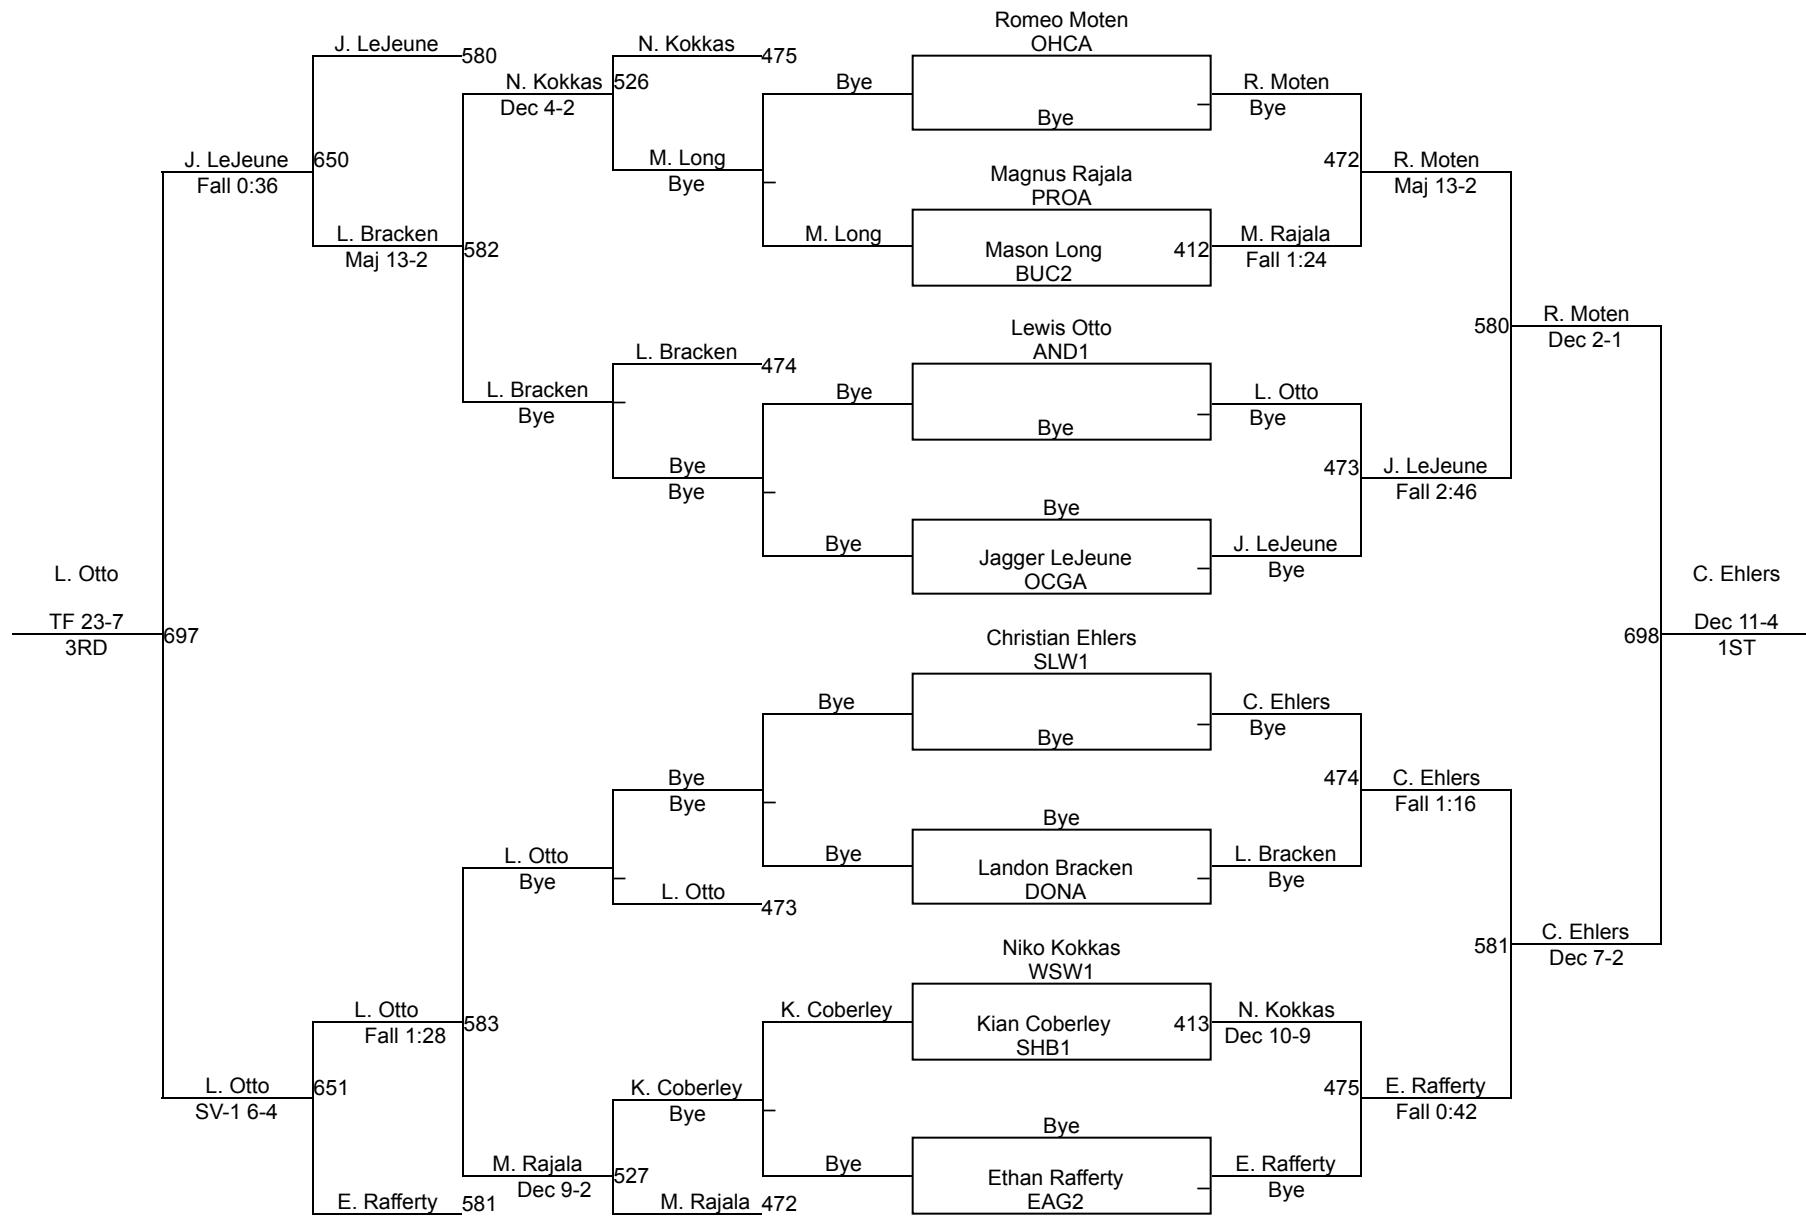 Romeo Moten
OHCA
J. LeJeune
580
N. Kokkas
475
N. Kokkas
526
Dec 4-2
Bye
Bye
R. Moten
Bye
J. LeJeune
650
Fall 0:36
M. Long
Bye
472
R. Moten
Maj 13-2
Magnus Rajala
PROA
L. Bracken
582
Maj 13-2
M. Long
Mason Long
BUC2
412
M. Rajala
Fall 1:24
Lewis Otto
AND1
580
R. Moten
Dec 2-1
L. Bracken
474
L. Bracken
Bye
Bye
Bye
L. Otto
Bye
Bye
Bye
473
J. LeJeune
Fall 2:46
Bye
Bye
Jagger LeJeune
OCGA
J. LeJeune
Bye
L. Otto
TF 23-7
3RD
697
C. Ehlers
698
Dec 11-4
1ST
Christian Ehlers
SLW1
Bye
Bye
C. Ehlers
Bye
Bye
Bye
474
C. Ehlers
Fall 1:16
Bye
L. Otto
Bye
Bye
Landon Bracken
DONA
L. Bracken
Bye
L. Otto
473
Niko Kokkas
WSW1
581
C. Ehlers
Dec 7-2
L. Otto
583
Fall 1:28
K. Coberley
Kian Coberley
SHB1
413
N. Kokkas
Dec 10-9
L. Otto
651
SV-1 6-4
K. Coberley
Bye
475
E. Rafferty
Fall 0:42
Bye
M. Rajala
527
Dec 9-2
Bye
Ethan Rafferty
EAG2
E. Rafferty
Bye
E. Rafferty
581
M. Rajala
472